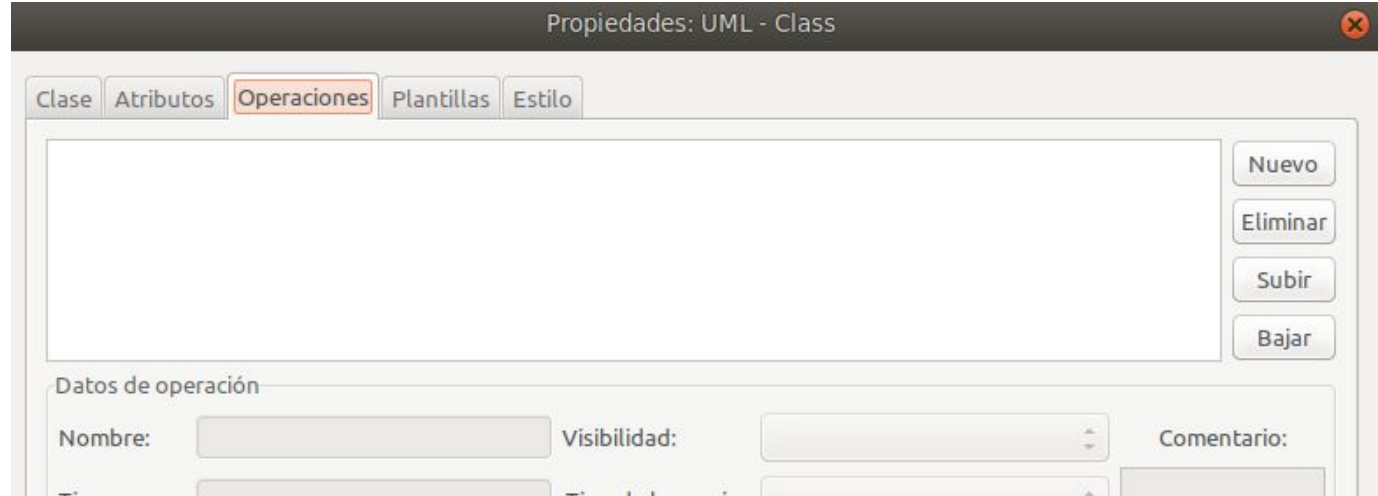 Propiedades: UML - Class
Clase Atributos Operaciones Plantillas Estilo
Nuevo
Eliminar
Subir
Bajar
Datos de operación
Nombre: Visibilidad: Comentario: